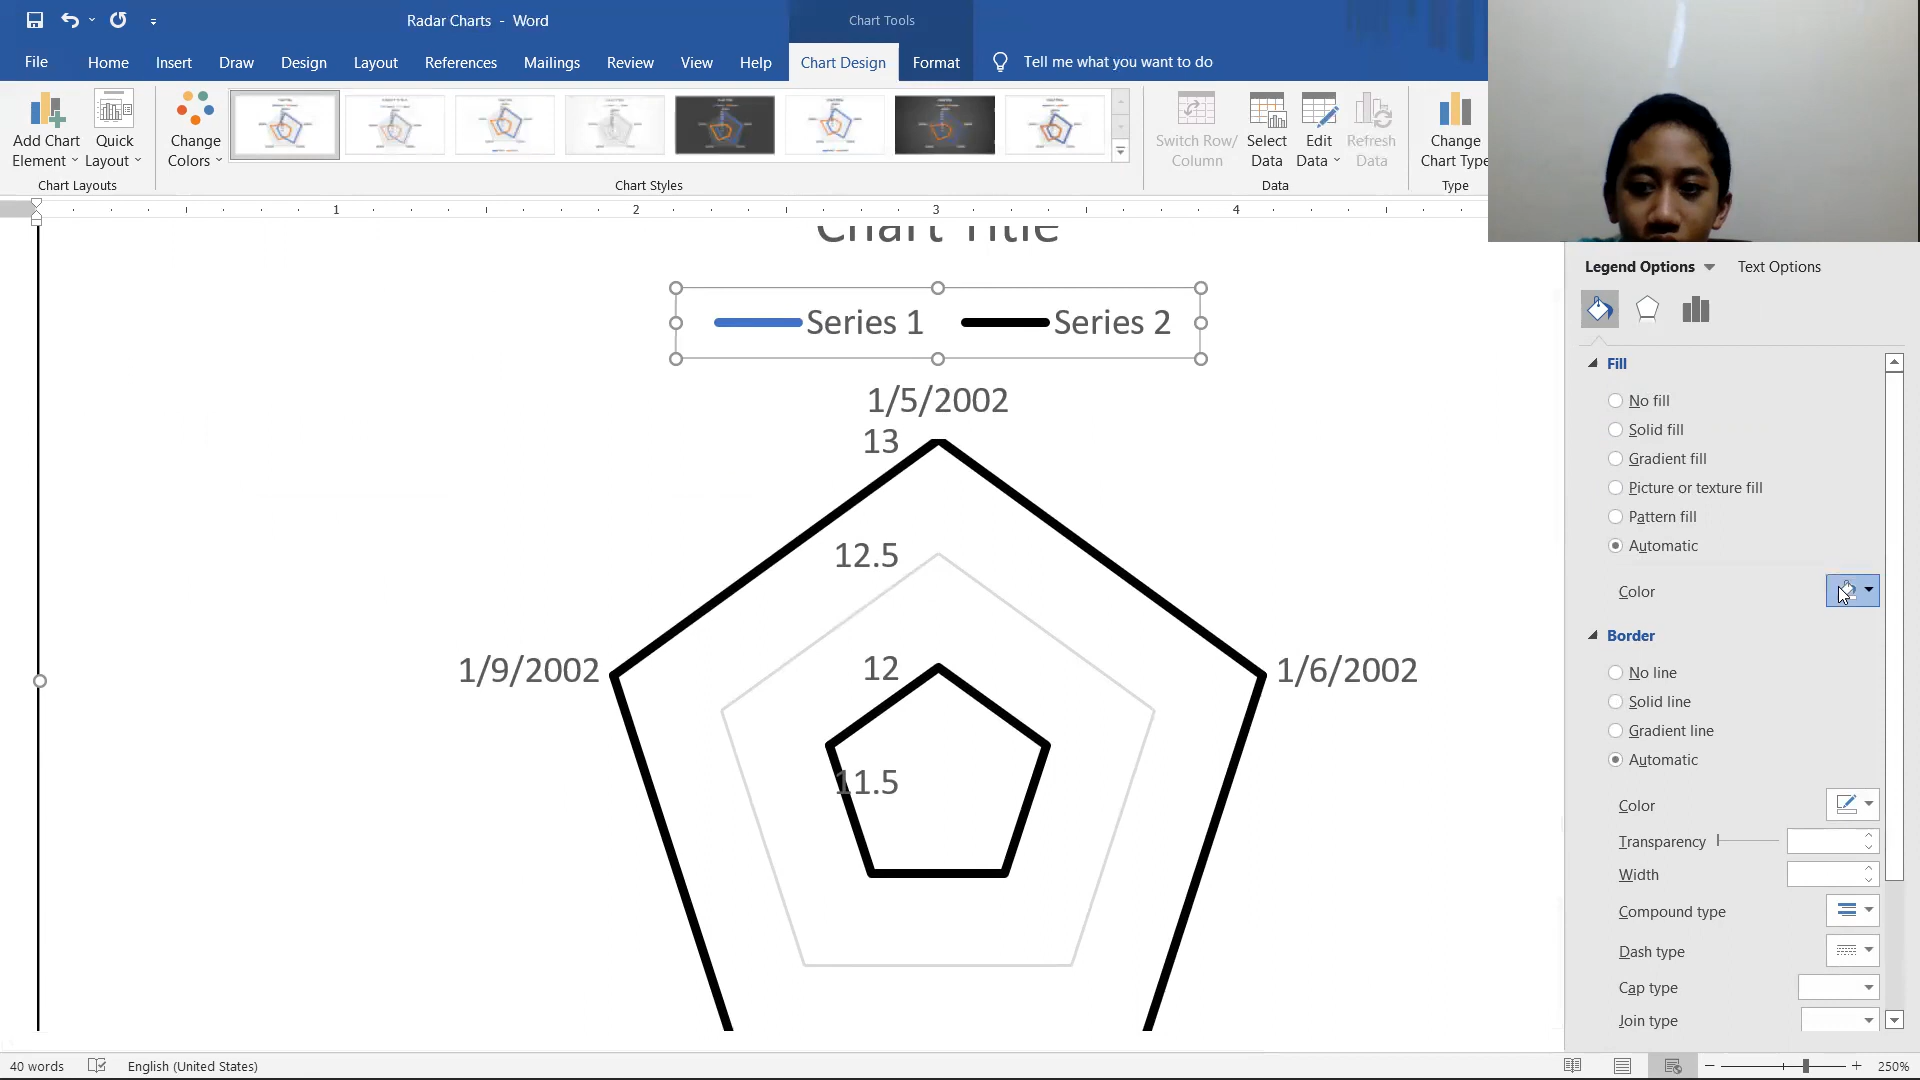 Radar Charts - Word
Chart Tools
File Home Insert Draw Design Layout References Mailings Review View Help Chart Design Format Tell me what you want to do
Add Chart Element
Quick Layout
Change Colors
Switch Row/ Column
Select Data
Edit Data
Refresh Data
Change Chart Type
Chart Layouts
Chart Styles
Data
Type
1 2 3 4
Chart Title
Series 1 Series 2
1/5/2002
13
12.5
1/9/2002
12
1/6/2002
11.5
Legend Options Text Options
Fill
No fill
Solid fill
Gradient fill
Picture or texture fill
Pattern fill
Automatic
Color
Border
No line
Solid line
Gradient line
Automatic
Color
Transparency
Width
Compound type
Dash type
Cap type
Join type
40 words English (United States) 250%